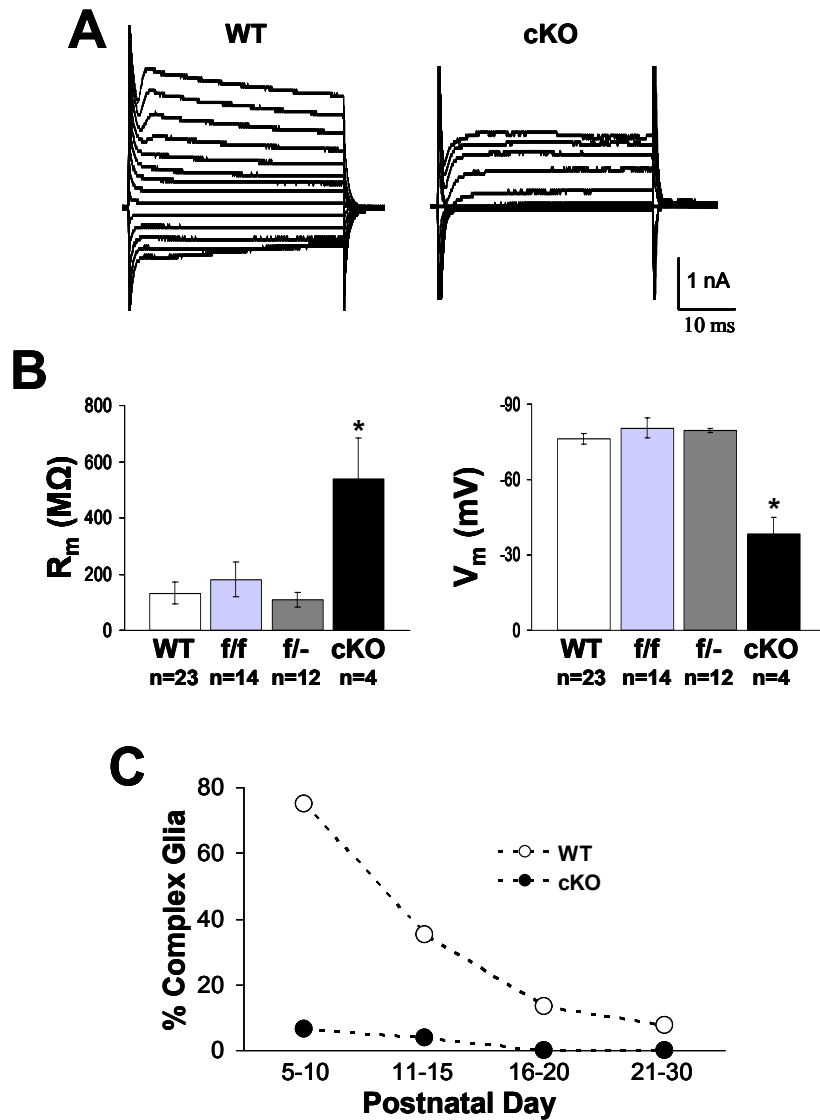 A
WT
cKO
1 nA
10 ms
B
800
600
400
200
0
Rm (MΩ)
*
WT f/f f/- cKO
n=23 n=14 n=12 n=4
-90
-60
-30
0
Vm (mV)
*
WT f/f f/- cKO
n=23 n=14 n=12 n=4
C
80
60
40
20
0
% Complex Glia
WT
cKO
5-10 11-15 16-20 21-30
Postnatal Day